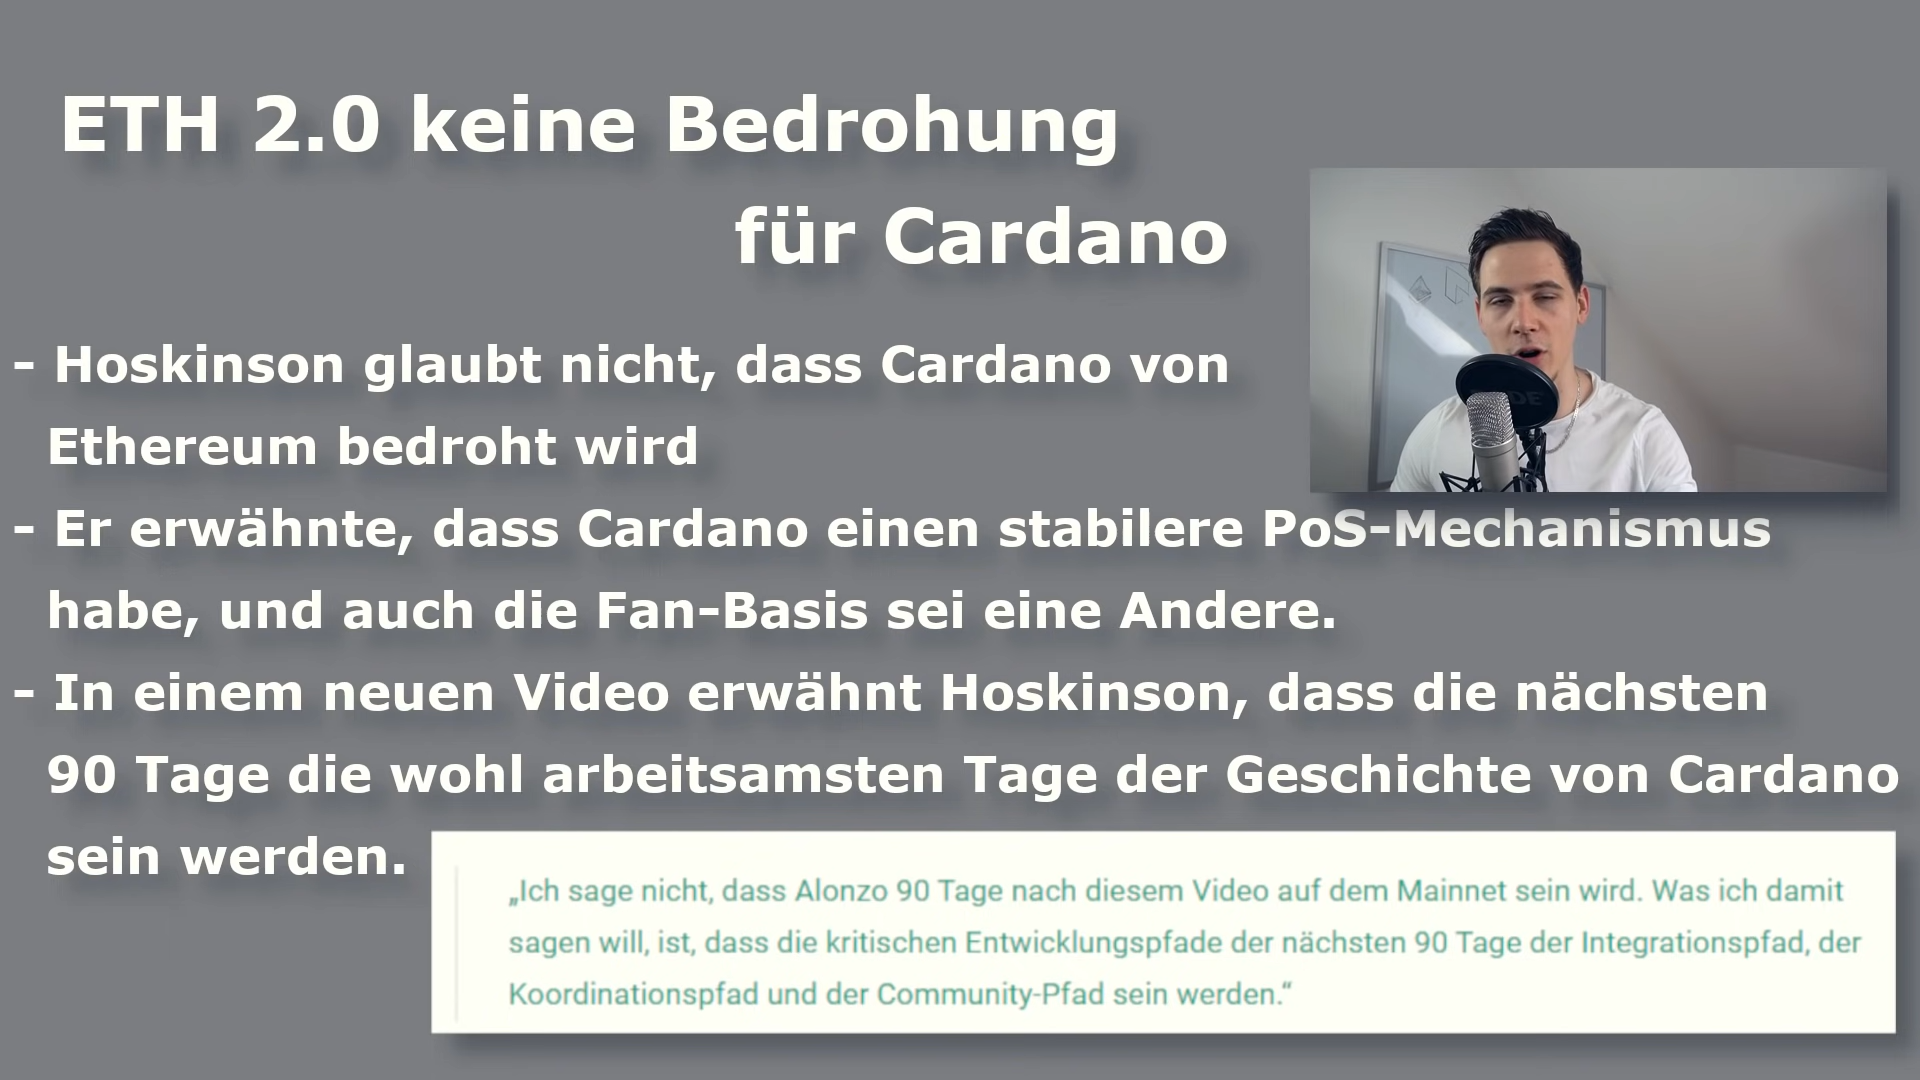 ETH 2.0 keine Bedrohung
für Cardano
- Hoskinson glaubt nicht, dass Cardano von
Ethereum bedroht wird
- Er erwähnte, dass Cardano einen stabilere PoS-Mechanismus
habe, und auch die Fan-Basis sei eine Andere.
- In einem neuen Video erwähnt Hoskinson, dass die nächsten
90 Tage die wohl arbeitsamsten Tage der Geschichte von Cardano
sein werden.
„Ich sage nicht, dass Alonzo 90 Tage nach diesem Video auf dem Mainnet sein wird. Was ich damit
sagen will, ist, dass die kritischen Entwicklungspfade der nächsten 90 Tage der Integrationspfad, der
Koordinationspfad und der Community-Pfad sein werden.“